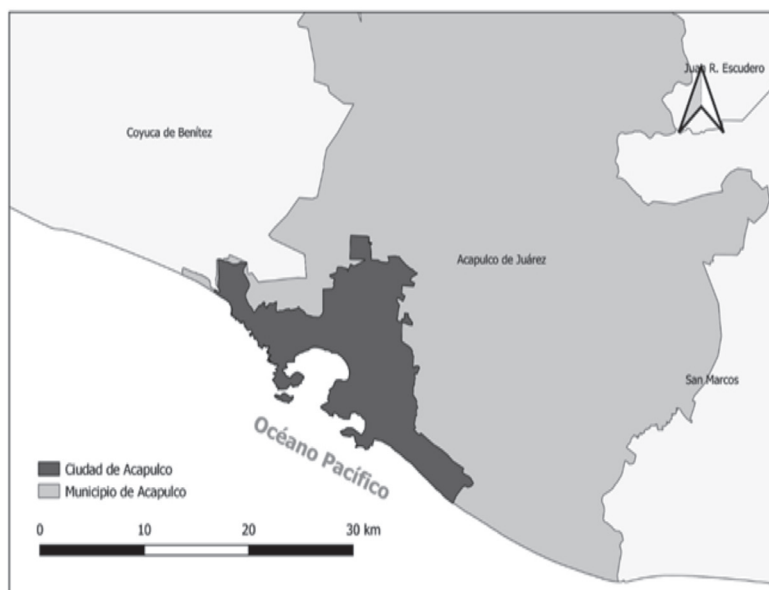 Juan R. Escudero
Coyuca de Benítez
Acapulco de Juárez
San Marcos
Océano Pacífico
Ciudad de Acapulco
Municipio de Acapulco
0 10 20 30 km